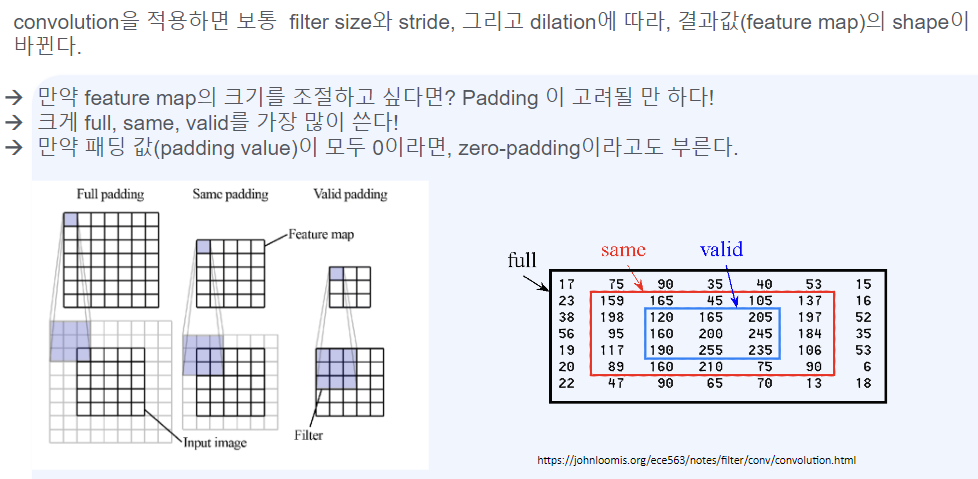 convolution을 적용하면 보통 filter size와 stride, 그리고 dilation에 따라, 결과값(feature map)의 shape이
바뀐다.
→ 만약 feature map의 크기를 조절하고 싶다면? Padding 이 고려될 만 하다!
→ 크게 full, same, valid를 가장 많이 쓴다!
→ 만약 패딩 값(padding value)이 모두 0이라면, zero-padding이라고도 부른다.
Full padding
Same padding
Valid padding
Feature map
Input image
Filter
full
same
valid
17 75 90 35 40 53 15
23 159 165 45 105 137 16
38 198 120 165 205 197 52
56 95 160 200 245 184 35
19 117 190 255 235 106 53
20 89 160 210 75 90 6
22 47 90 65 70 13 18
https://johnloomis.org/ece563/notes/filter/conv/convolution.html